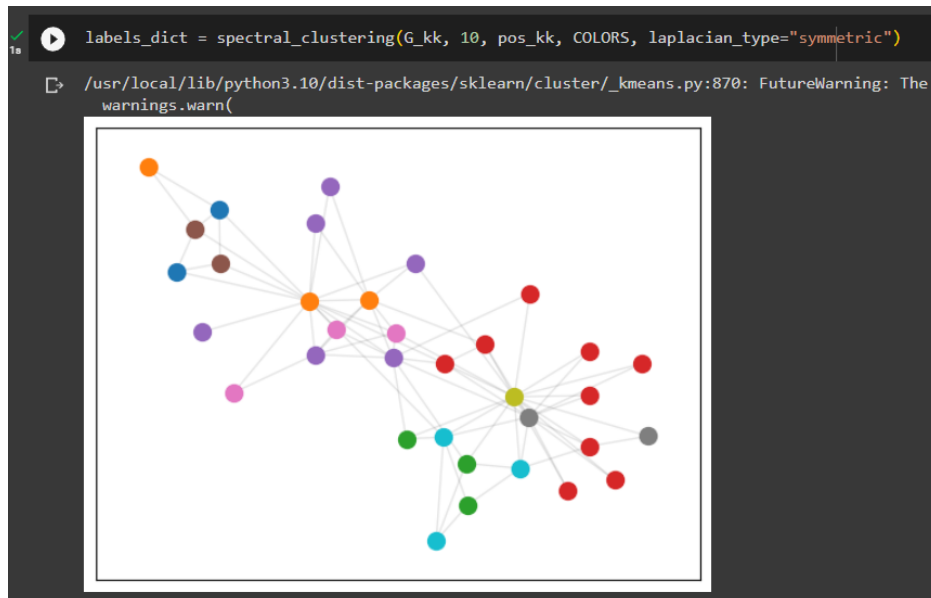 labels_dict = spectral_clustering(G_kk, 10, pos_kk, COLORS, laplacian_type="symmetric")
1s
/usr/local/lib/python3.10/dist-packages/sklearn/cluster/_kmeans.py:870: FutureWarning: The
warnings.warn(